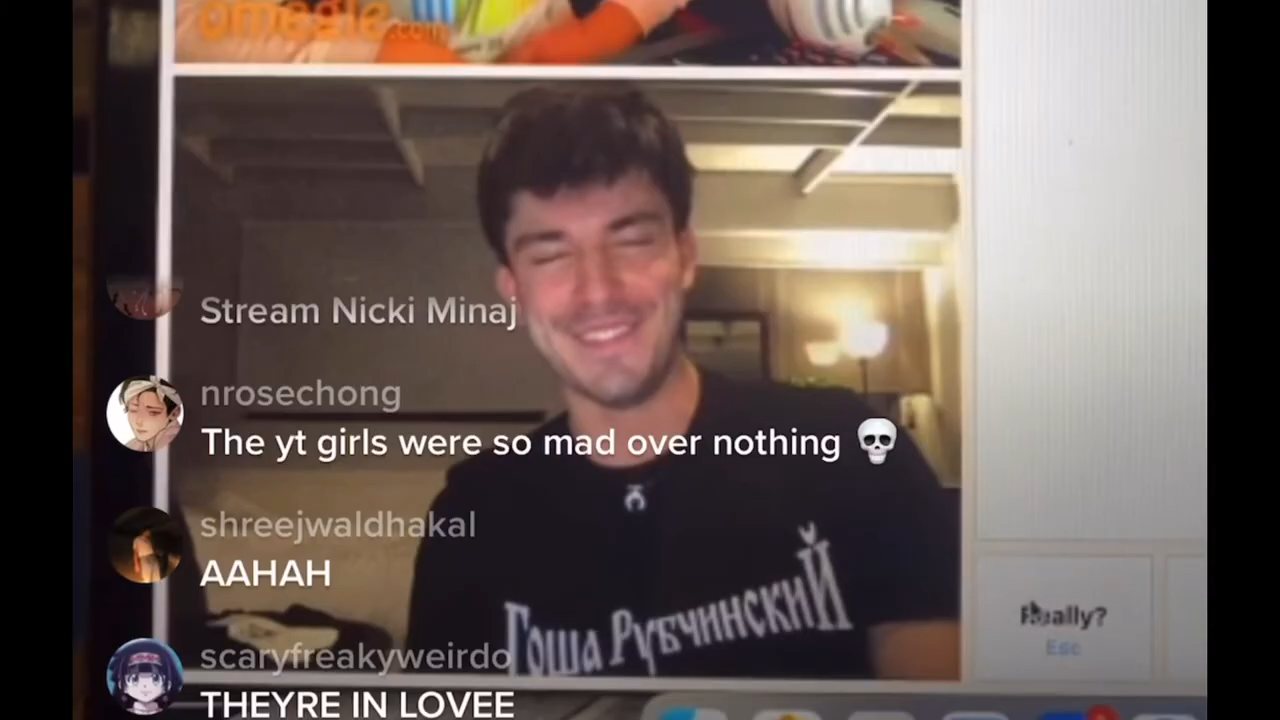 omegle.com
Stream Nicki Minaj
nrosechong
The yt girls were so mad over nothing 💀
shreejwaldhakal
AAHAH
scaryfreakyweirdo
THEYRE IN LOVEE
Гоша Рубчинский
Really?
Esc